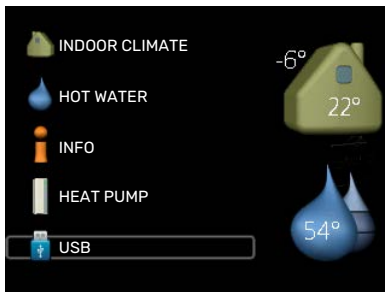 INDOOR CLIMATE
HOT WATER
INFO
HEAT PUMP
USB
-6°
22°
54°